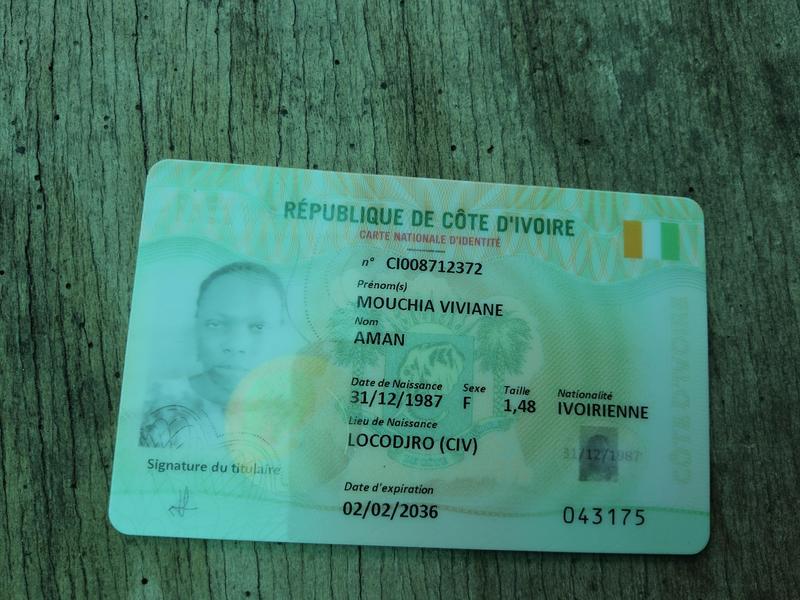 RÉPUBLIQUE DE CÔTE D'IVOIRE
CARTE NATIONALE D'IDENTITÉ
n° CI008712372
Prénom(s)
MOUCHIA VIVIANE
Nom
AMAN
Date de Naissance Sexe Taille Nationalité
31/12/1987 F 1,48 IVOIRIENNE
Lieu de Naissance
LOCODJRO (CIV)
31/12/1987
Signature du titulaire
Date d'expiration
02/02/2036
043175
CÔTE D'IVOIRE